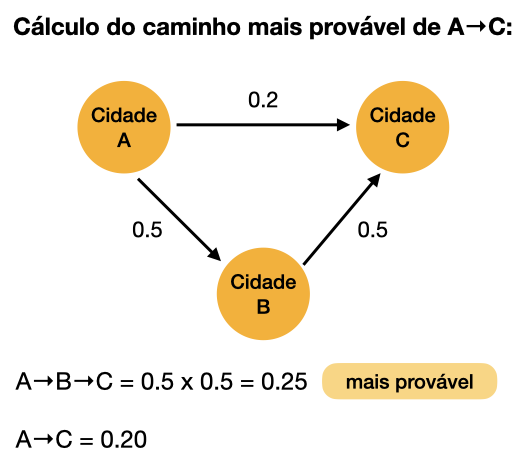 Cálculo do caminho mais provável de A→C:
0.2
Cidade
A
Cidade
C
0.5
0.5
Cidade
B
A→B→C = 0.5 x 0.5 = 0.25 mais provável
A→C = 0.20